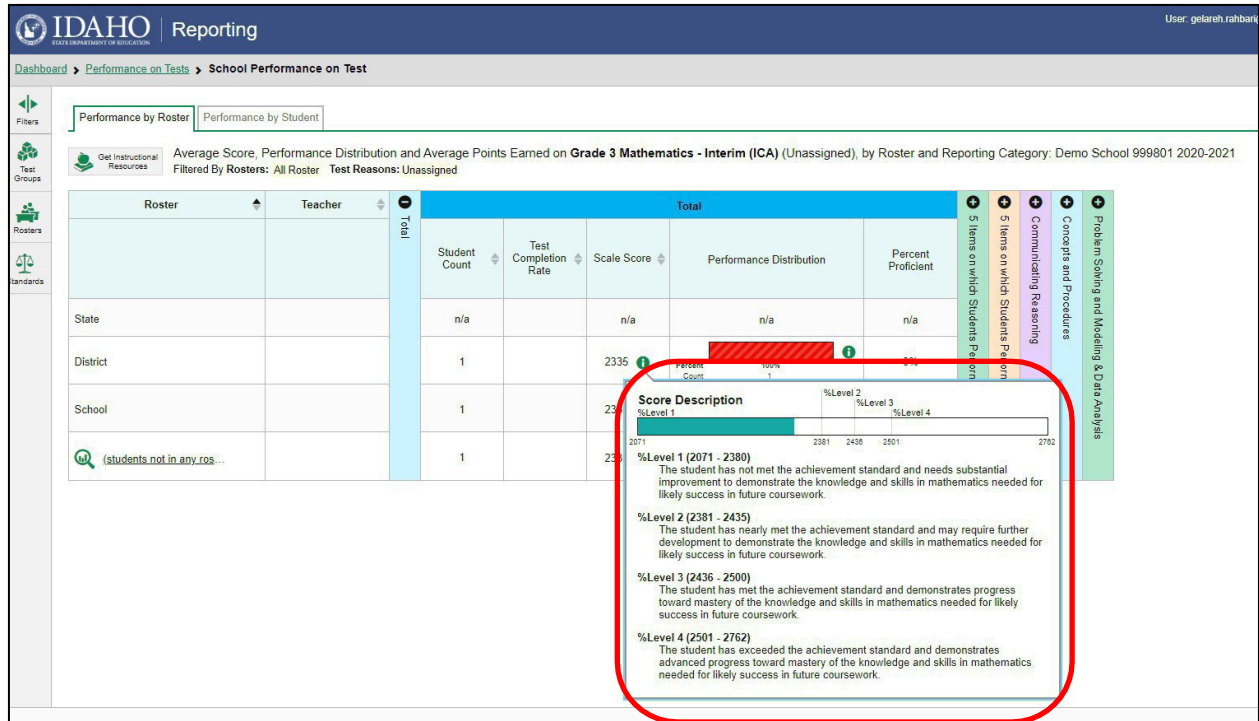 IDAHO
STATE DEPARTMENT OF EDUCATION
Reporting
User: gelareh.rahbari
Dashboard > Performance on Tests > School Performance on Test
Filters
Test
Groups
Rosters
Standards
Performance by Roster
Performance by Student
Get Instructional
Resources
Average Score, Performance Distribution and Average Points Earned on Grade 3 Mathematics - Interim (ICA) (Unassigned), by Roster and Reporting Category: Demo School 999801 2020-2021
Filtered By Rosters: All Roster Test Reasons: Unassigned
Roster
Teacher
Total
Total
Student
Count
Test
Completion
Rate
Scale Score
Performance Distribution
Percent
Proficient
5 Items on which Students Perform
5 Items on which Students Perform
Communicating Reasoning
Concepts and Procedures
Problem Solving and Modeling & Data Analysis
State n/a n/a n/a n/a
District 1 2335
Percent 100%
Count 1
School 1
(students not in any ros... 1
Score Description
%Level 1
%Level 2
%Level 3
%Level 4
2071 2381 2436 2501 2762
%Level 1 (2071 - 2380)
The student has not met the achievement standard and needs substantial
improvement to demonstrate the knowledge and skills in mathematics needed for
likely success in future coursework.
%Level 2 (2381 - 2435)
The student has nearly met the achievement standard and may require further
development to demonstrate the knowledge and skills in mathematics needed for
likely success in future coursework.
%Level 3 (2436 - 2500)
The student has met the achievement standard and demonstrates progress
toward mastery of the knowledge and skills in mathematics needed for likely
success in future coursework.
%Level 4 (2501 - 2762)
The student has exceeded the achievement standard and demonstrates
advanced progress toward mastery of the knowledge and skills in mathematics
needed for likely success in future coursework.